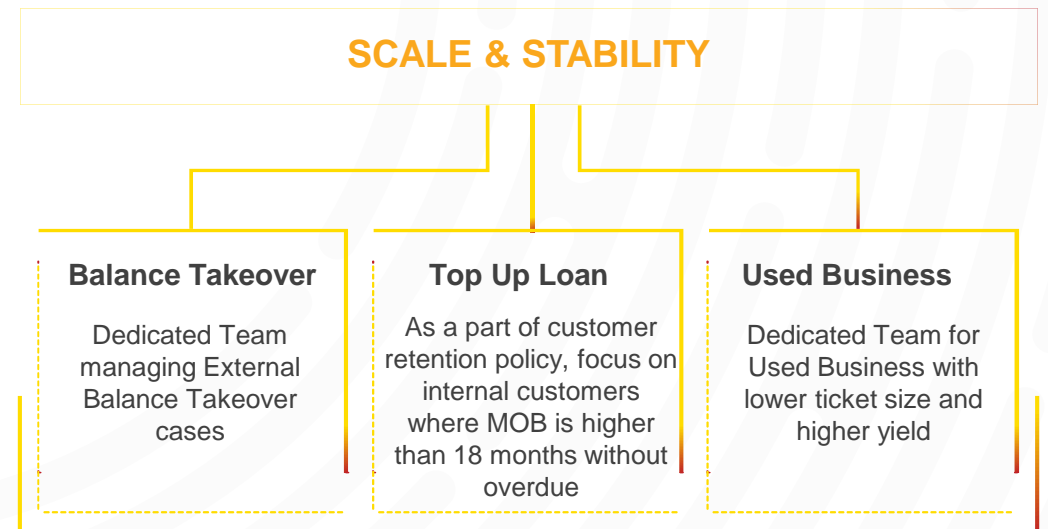 SCALE & STABILITY
Balance Takeover
Dedicated Team
managing External
Balance Takeover
cases
Top Up Loan
As a part of customer
retention policy, focus on
internal customers
where MOB is higher
than 18 months without
overdue
Used Business
Dedicated Team for
Used Business with
lower ticket size and
higher yield